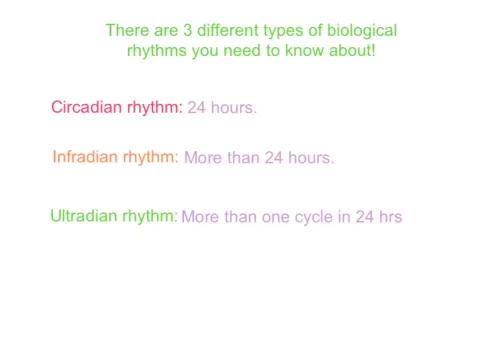 There are 3 different types of biological
rhythms you need to know about!
Circadian rhythm: 24 hours.
Infradian rhythm: More than 24 hours.
Ultradian rhythm: More than one cycle in 24 hrs